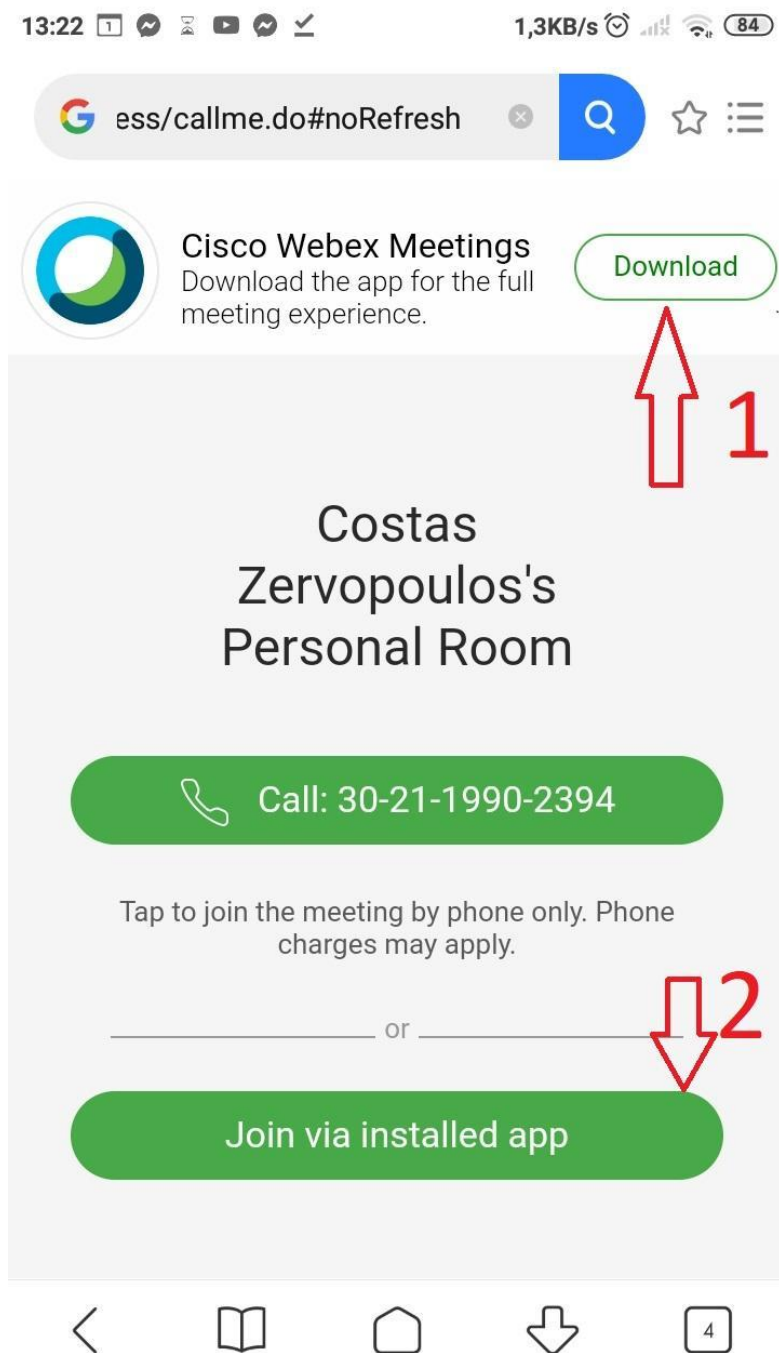 13:22
1,3KB/s
84
ess/callme.do#noRefresh
Cisco Webex Meetings
Download the app for the full
meeting experience.
Download
1
Costas
Zervopoulos's
Personal Room
Call: 30-21-1990-2394
Tap to join the meeting by phone only. Phone
charges may apply.
or
2
Join via installed app
4